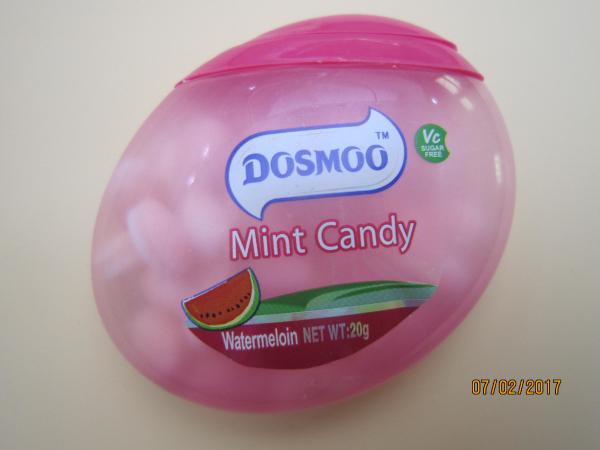 DOSMOO TM
Vc
SUGAR
FREE
Mint Candy
Watermeloin NET WT:20g
07/02/2017